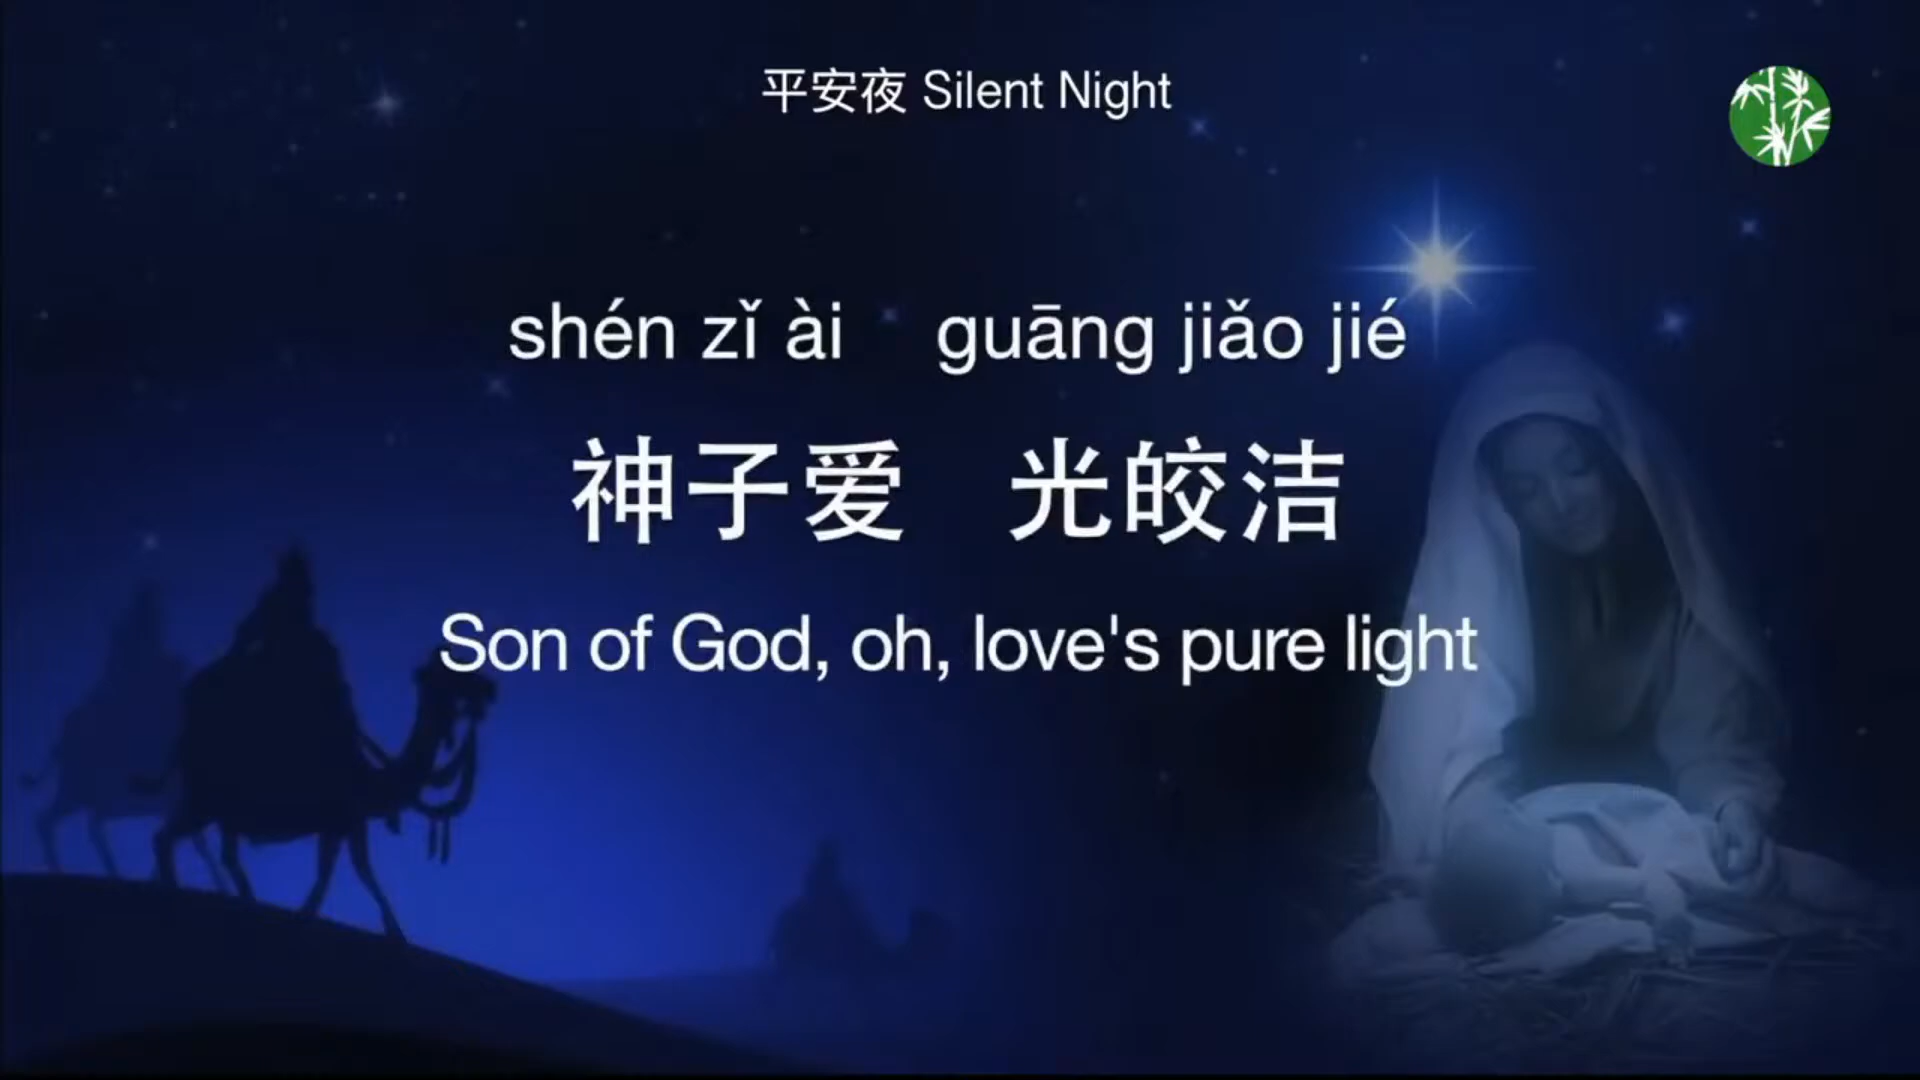 平安夜 Silent Night
shén zǐ ài guāng jiǎo jié
神子爱 光皎洁
Son of God, oh, love's pure light